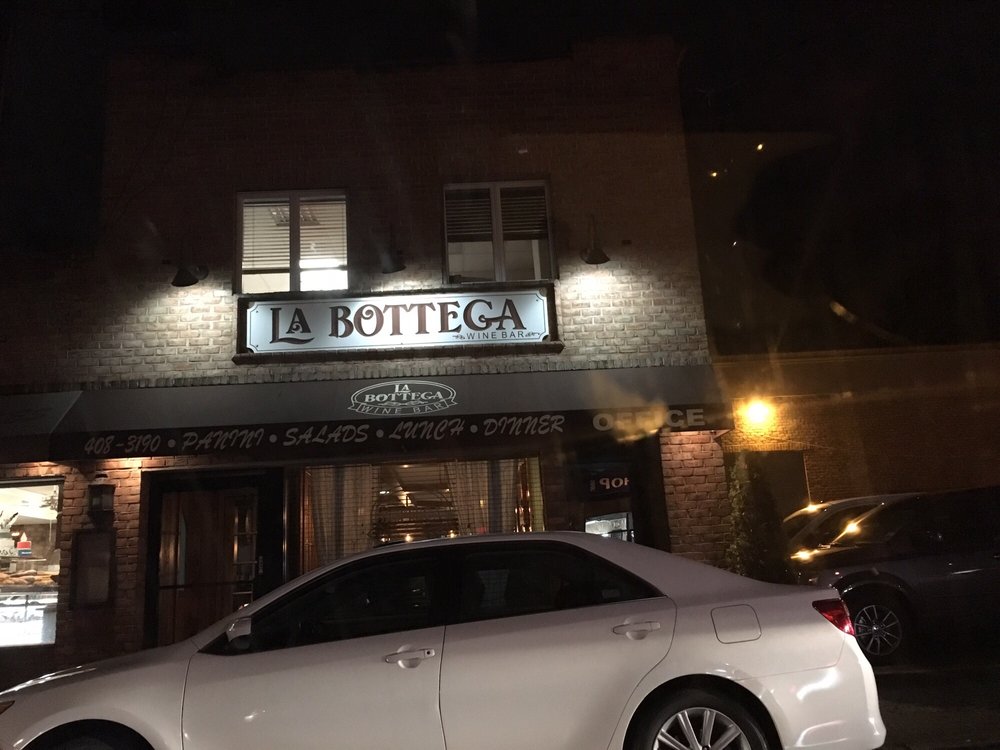 LA BOTTEGA
WINE BAR
LA
BOTTEGA
WINE BAR
408-3190 • PANINI • SALADS • LUNCH • DINNER
OFFICE